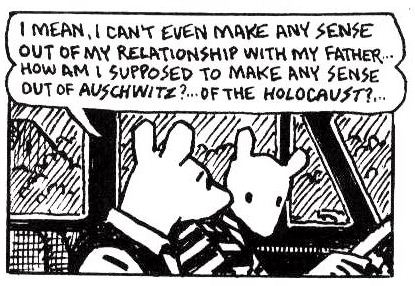 I MEAN, I CAN'T EVEN MAKE ANY SENSE
OUT OF MY RELATIONSHIP WITH MY FATHER...
HOW AM I SUPPOSED TO MAKE ANY SENSE
OUT OF AUSCHWITZ?...OF THE HOLOCAUST?...